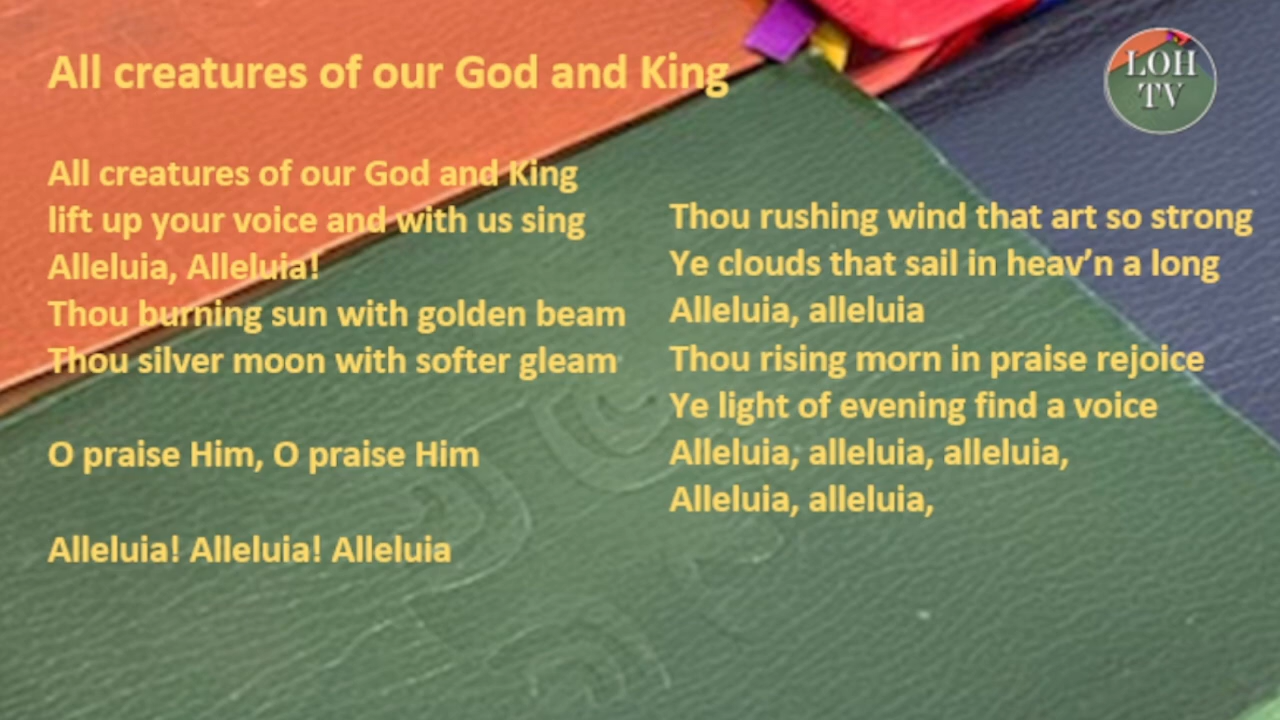 All creatures of our God and King
LOH
TV
All creatures of our God and King
lift up your voice and with us sing
Alleluia, Alleluia!
Thou burning sun with golden beam
Thou silver moon with softer gleam
O praise Him, O praise Him
Alleluia! Alleluia! Alleluia
Thou rushing wind that art so strong
Ye clouds that sail in heav’n a long
Alleluia, alleluia
Thou rising morn in praise rejoice
Ye light of evening find a voice
Alleluia, alleluia, alleluia,
Alleluia, alleluia,